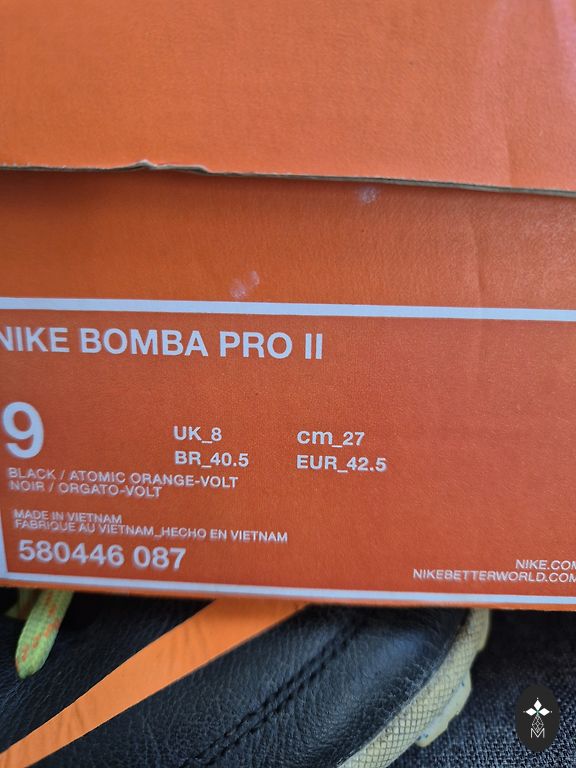 NIKE BOMBA PRO II
9
UK_8 cm_27
BR_40.5 EUR_42.5
BLACK / ATOMIC ORANGE-VOLT
NOIR / ORGATO-VOLT
MADE IN VIETNAM
FABRIQUE AU VIETNAM_HECHO EN VIETNAM
580446 087
NIKE.COM
NIKEBETTERWORLD.COM
M